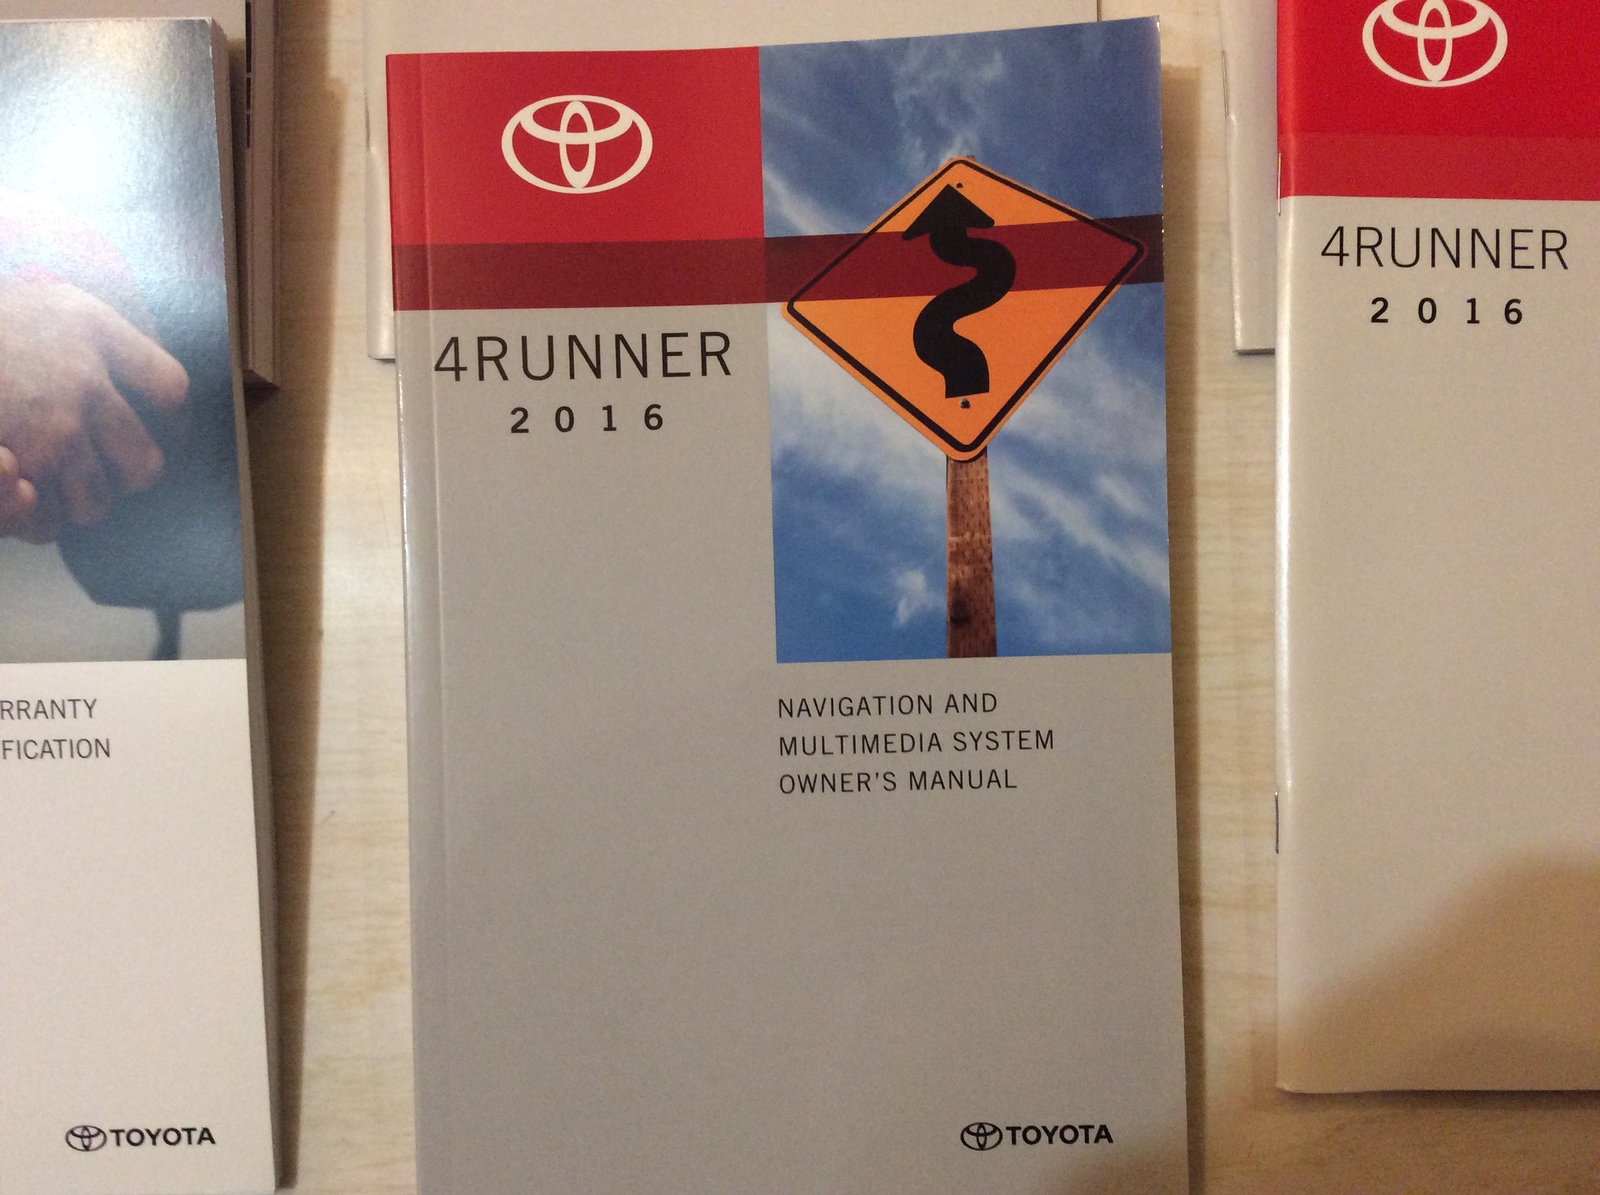 RRANTY
FICATION
TOYOTA
4RUNNER
2016
NAVIGATION AND
MULTIMEDIA SYSTEM
OWNER'S MANUAL
TOYOTA
4RUNNER
2016